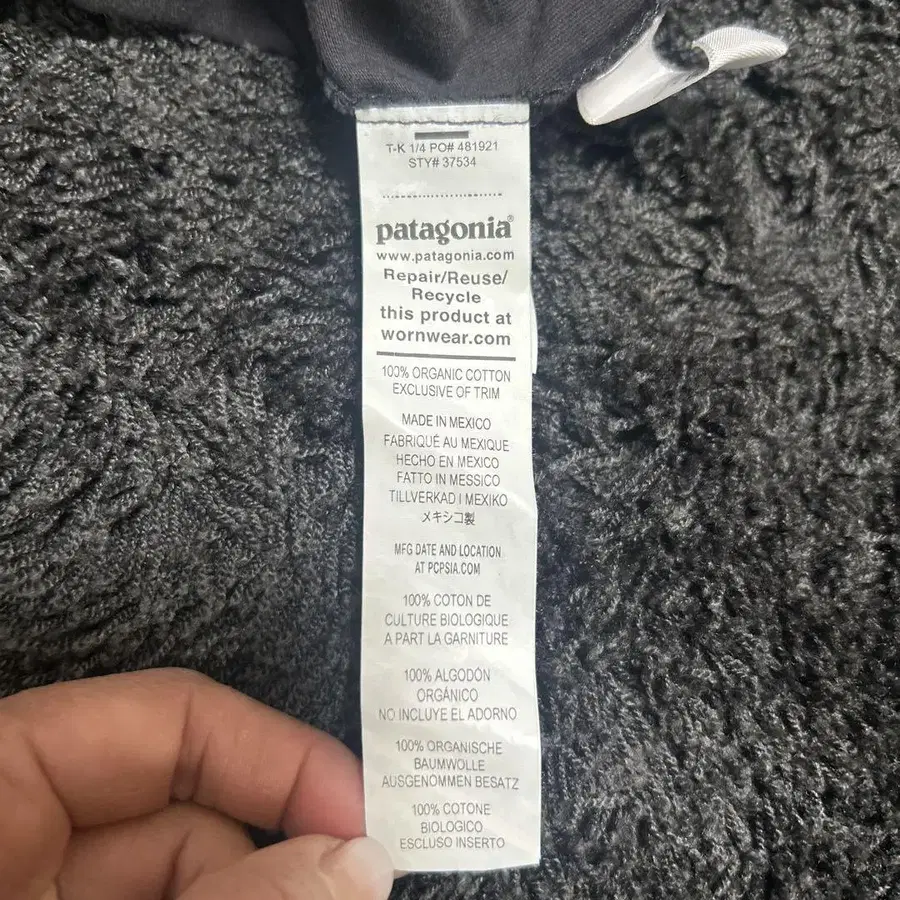 T-K 1/4 PO# 481921
STY# 37534
patagonia®
www.patagonia.com
Repair/Reuse/
Recycle
this product at
wornwear.com
100% ORGANIC COTTON
EXCLUSIVE OF TRIM
MADE IN MEXICO
FABRIQUÉ AU MEXIQUE
HECHO EN MEXICO
FATTO IN MESSICO
TILLVERKAD I MEXIKO
メキシコ製
MFG DATE AND LOCATION
AT PCPSIA.COM
100% COTON DE
CULTURE BIOLOGIQUE
A PART LA GARNITURE
100% ALGODÓN
ORGÁNICO
NO INCLUYE EL ADORNO
100% ORGANISCHE
BAUMWOLLE
AUSGENOMMEN BESATZ
100% COTONE
BIOLOGICO
ESCLUSO INSERTO